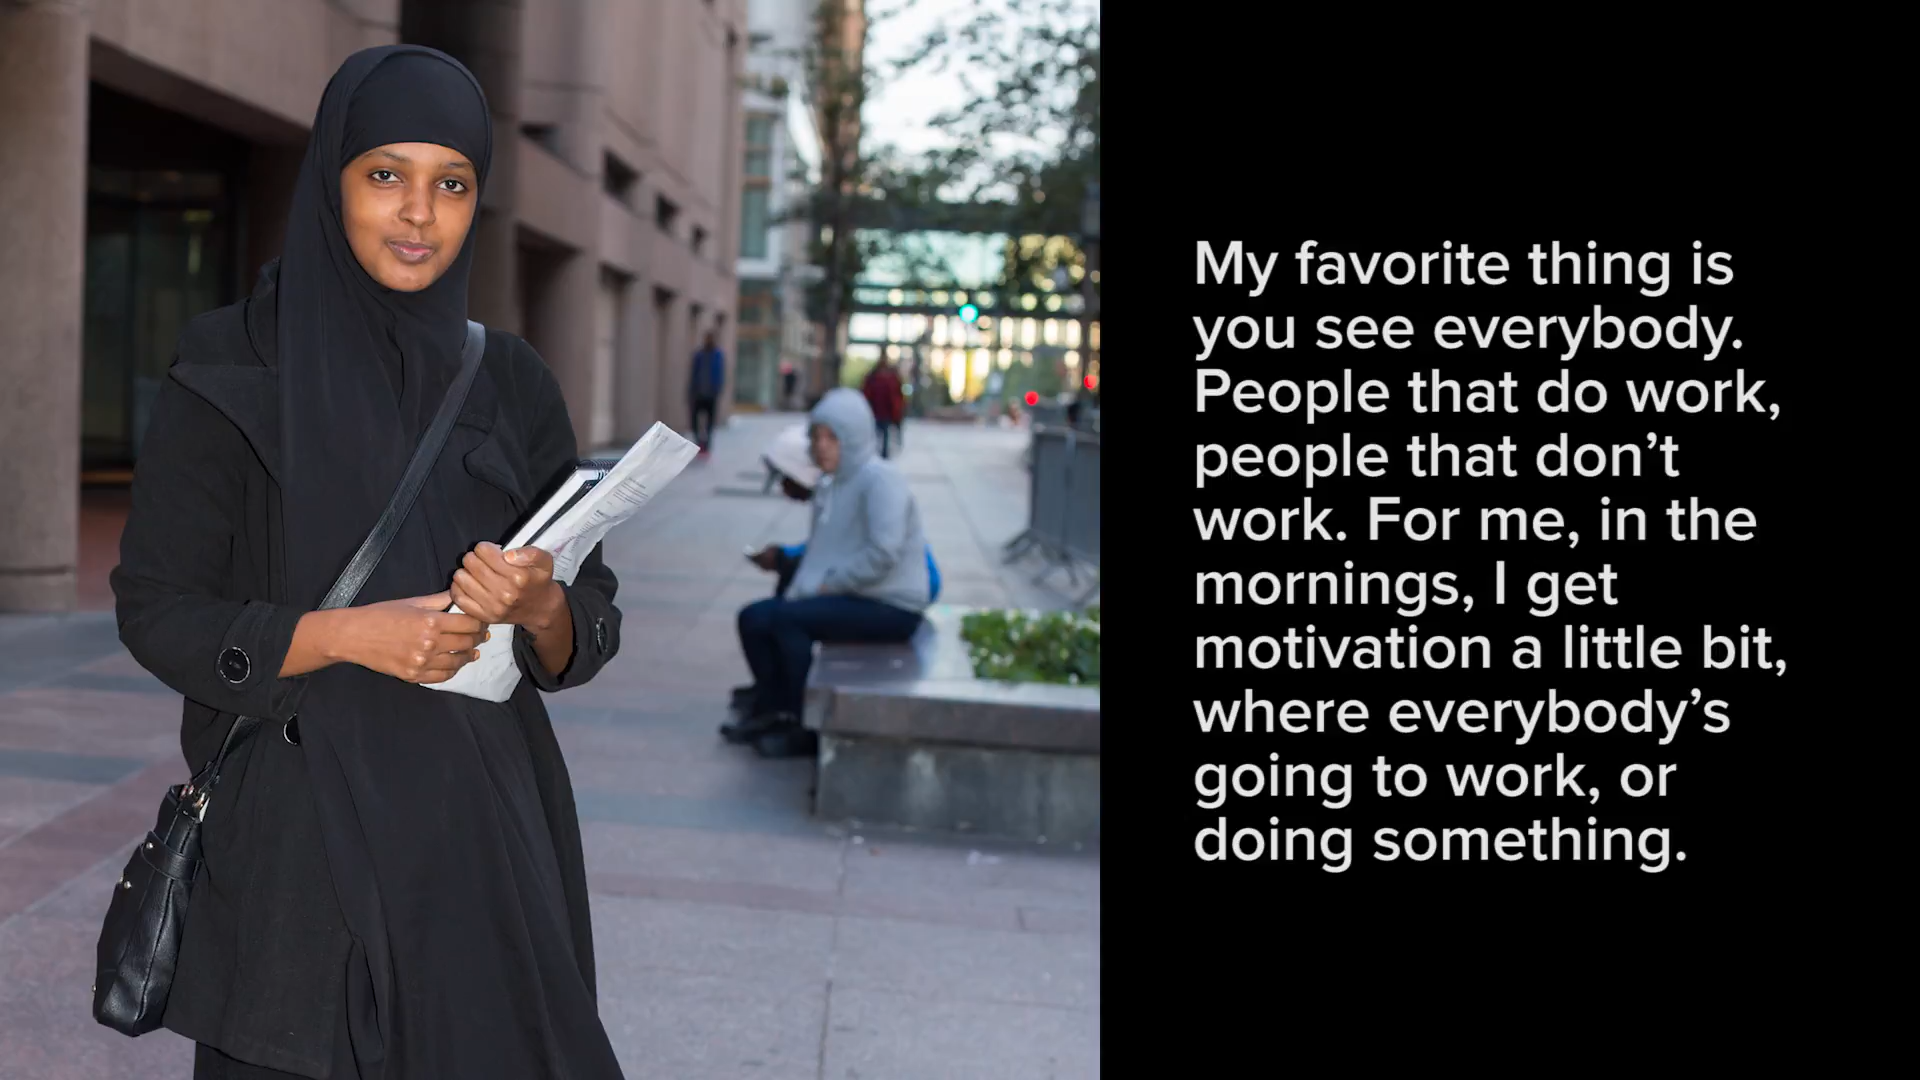 My favorite thing is
you see everybody.
People that do work,
people that don’t
work. For me, in the
mornings, I get
motivation a little bit,
where everybody’s
going to work, or
doing something.